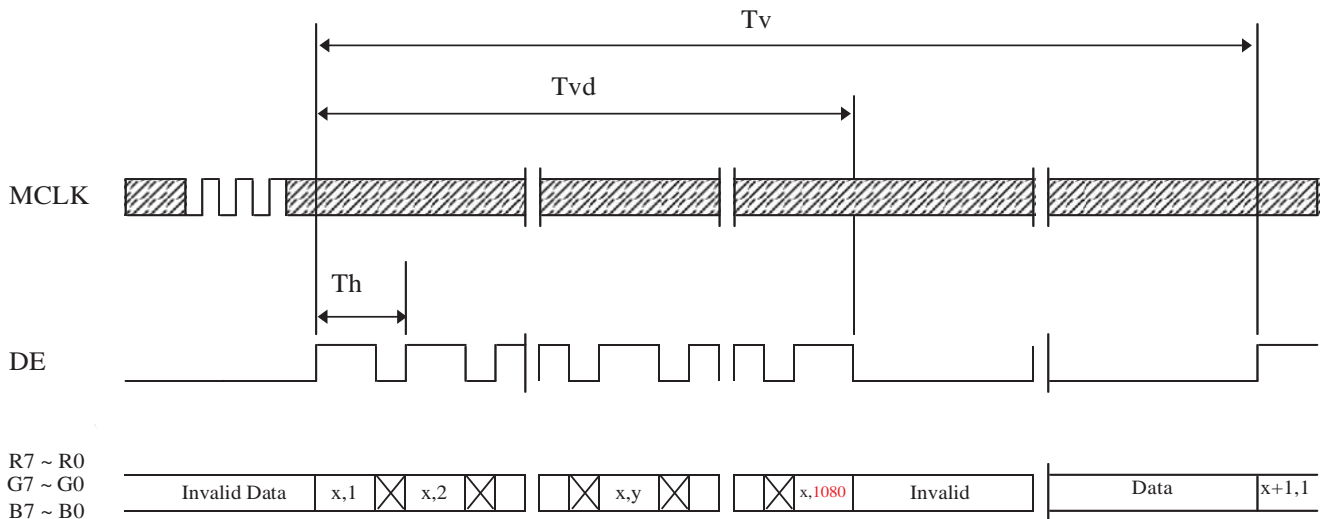 Tv
Tvd
MCLK
Th
DE
R7 ~ R0
G7 ~ G0
B7 ~ B0
Invalid Data
x,1
x,2
x,y
x,1080
Invalid
Data
x+1,1